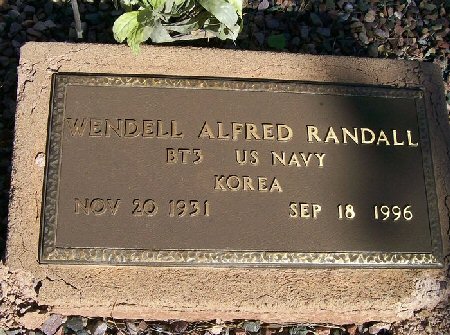 WENDELL ALFRED RANDALL
BT3 US NAVY
KOREA
NOV 20 1931 SEP 18 1996